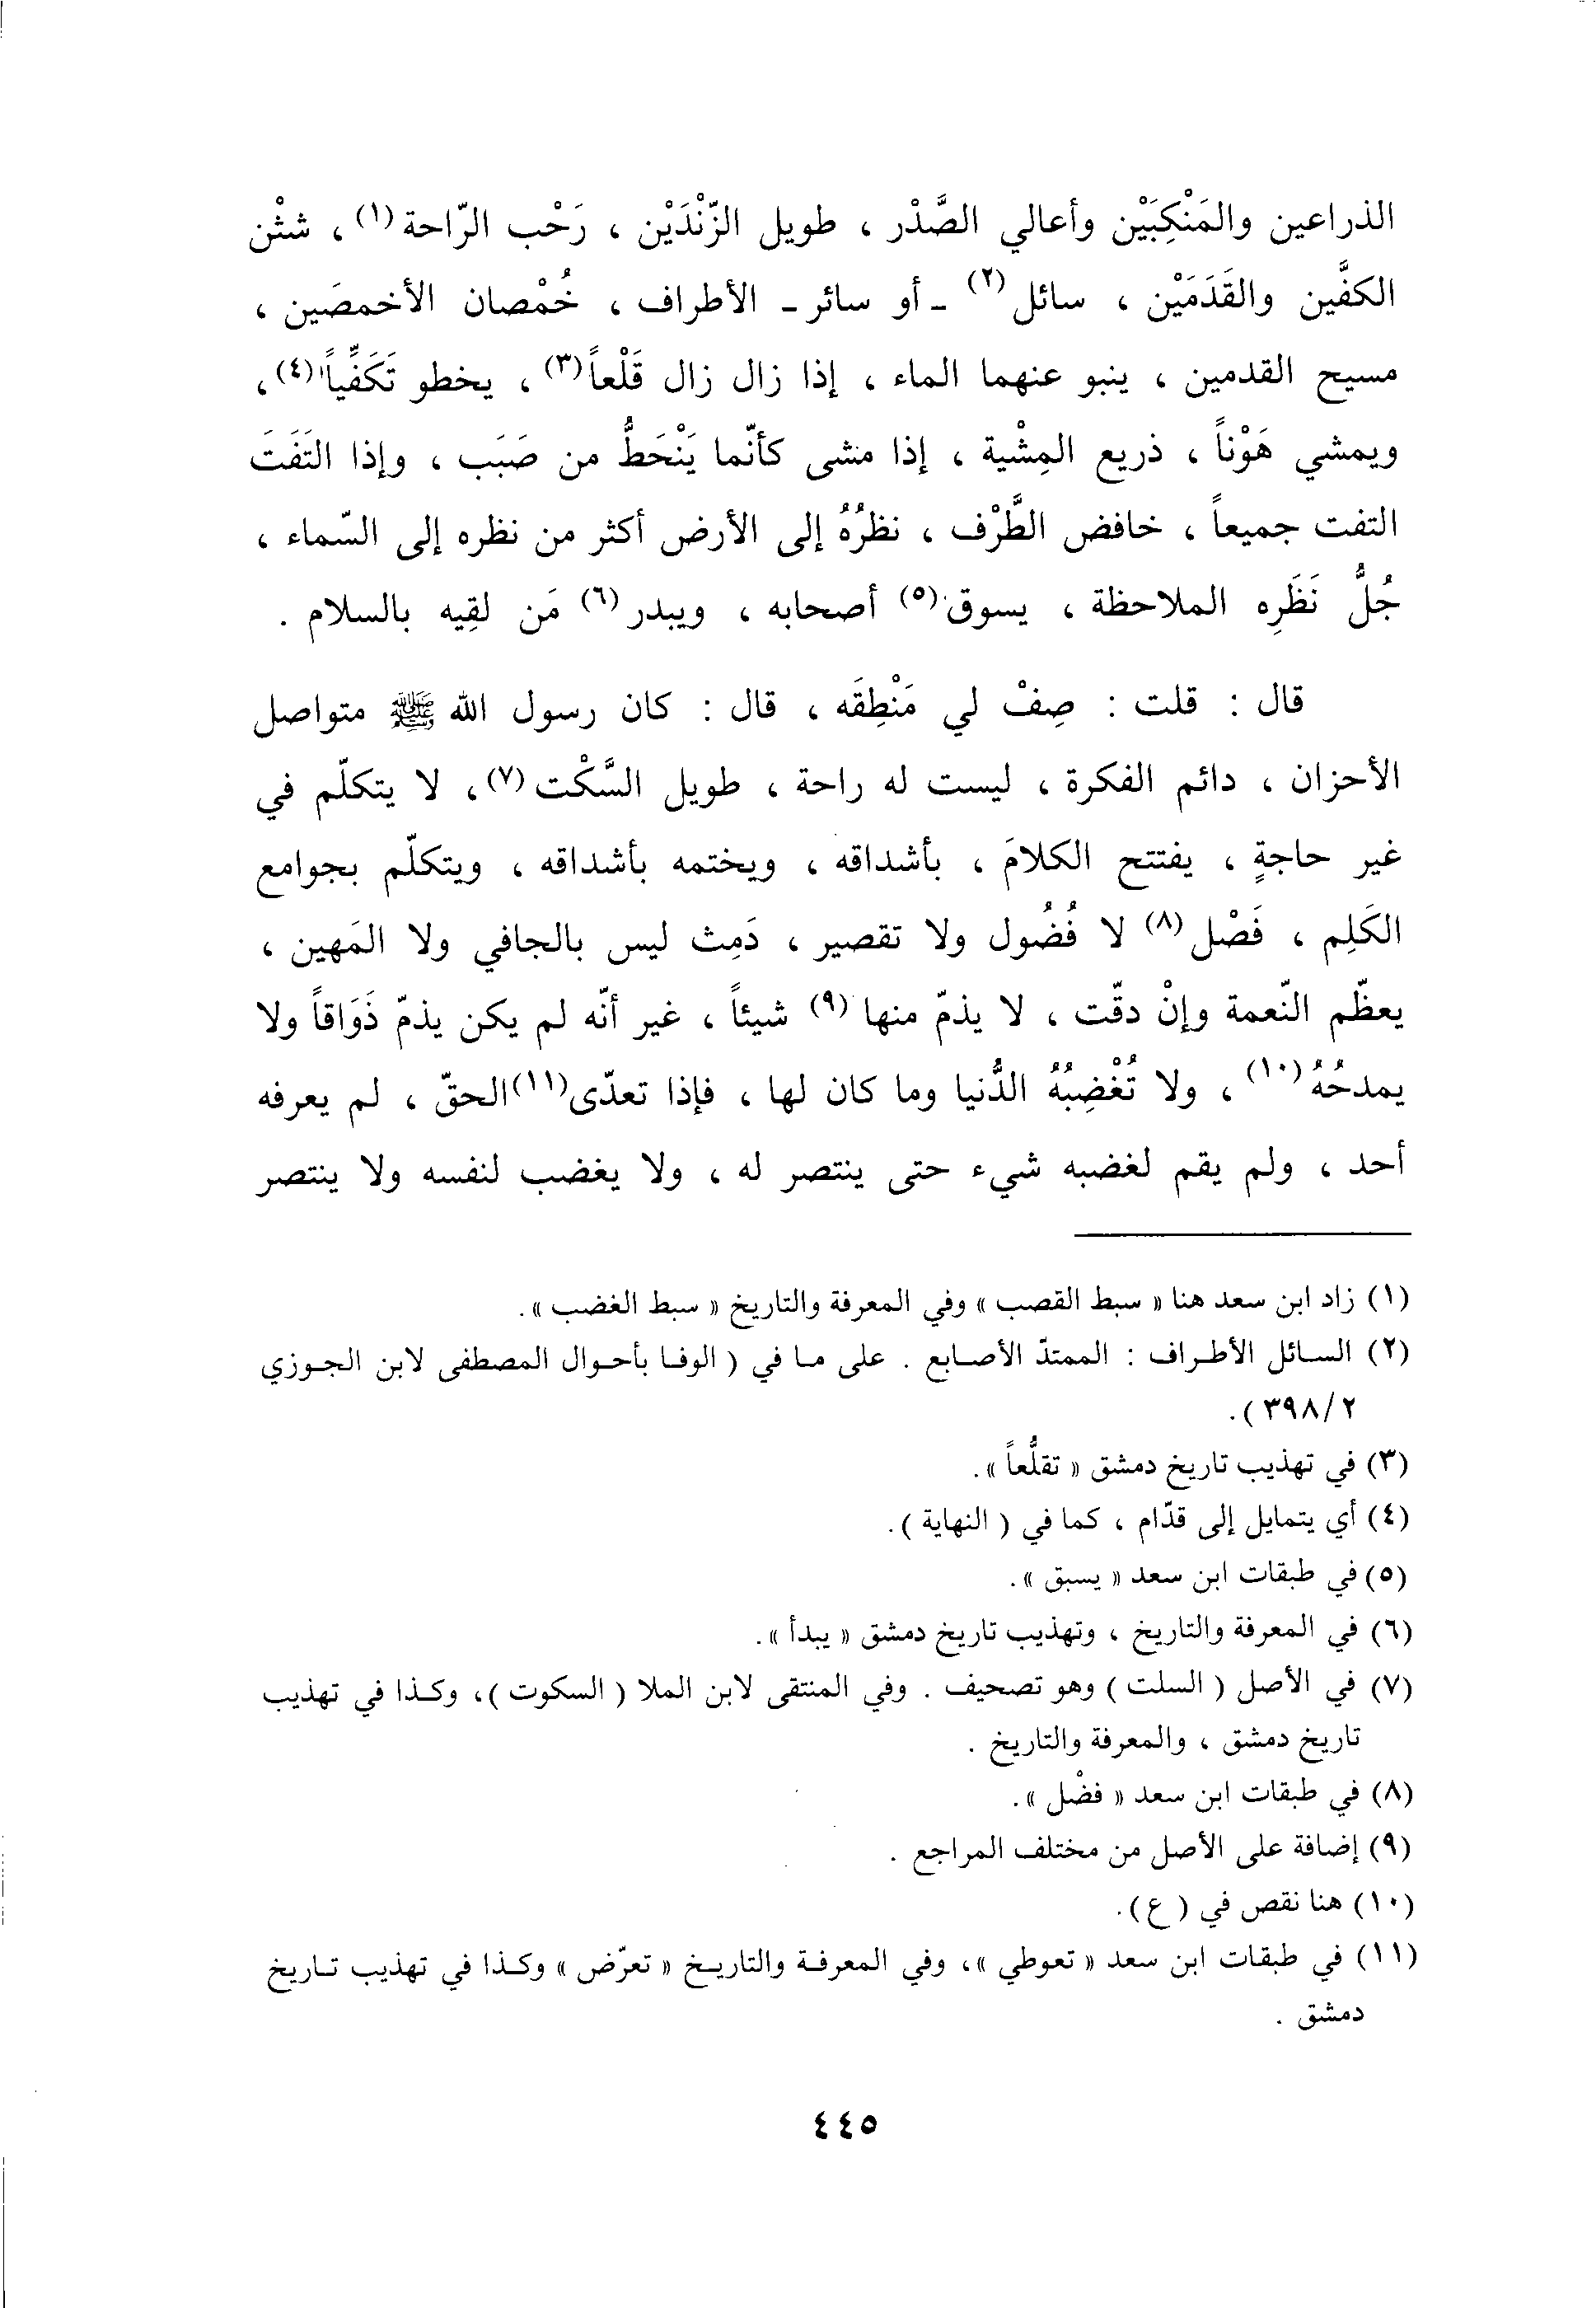 الذراعين والمَنْكِبَيْن وأعالي الصَّدْر ، طويل الزّنْدَيْن ، رَحْب الرّاحة(١) ، شثْن
الكفَّين والقَدَمَيْن ، سائل(٢) ـ أو سائر ـ الأطراف ، خُمْصان الأخمصَين ،
مسيح القدمين ، ينبو عنهما الماء ، إذا زال زال قَلْعاً(٣) ، يخطو تَكَفِّياً(٤) ،
ويمشي هَوْناً ، ذريع المِشْية ، إذا مشى كأنّما يَنْحَطُّ من صَبَب ، وإذا التَفَتَ
التفت جميعاً ، خافض الطَّرْف ، نظرُهُ إلى الأرض أكثر من نظره إلى السّماء ،
جُلُّ نَظَرِه الملاحظة ، يسوق(٥) أصحابه ، ويبدر(٦) مَن لقِيه بالسلام .
قال : قلت : صِفْ لي مَنْطِقَه ، قال : كان رسول الله ﷺ متواصل
الأحزان ، دائم الفكرة ، ليست له راحة ، طويل السَّكْت(٧) ، لا يتكلّم في
غير حاجةٍ ، يفتتح الكلامَ ، بأشداقه ، ويختمه بأشداقه ، ويتكلّم بجوامع
الكَلِم ، فَصْل(٨) لا فُضُول ولا تقصير ، دَمِث ليس بالجافي ولا المَهين ،
يعظّم النّعمة وإنْ دقّت ، لا يذمّ منها(٩) شيئاً ، غير أنّه لم يكن يذمّ ذَوَاقاً ولا
يمدحُهُ(١٠) ، ولا تُغْضِبُهُ الدُّنيا وما كان لها ، فإذا تعدّى(١١) الحقّ ، لم يعرفه
أحد ، ولم يقم لغضبه شيء حتى ينتصر له ، ولا يغضب لنفسه ولا ينتصر
(١) زاد ابن سعد هنا « سبط القصب » وفي المعرفة والتاريخ « سبط الغضب ».
(٢) السائل الأطراف : الممتدّ الأصابع . على ما في ( الوفا بأحوال المصطفى لابن الجوزي
٢/٣٩٨).
(٣) في تهذيب تاريخ دمشق « تقلُّعاً ».
(٤) أي يتمايل إلى قدّام ، كما في ( النهاية ).
(٥) في طبقات ابن سعد « يسبق ».
(٦) في المعرفة والتاريخ ، وتهذيب تاريخ دمشق « يبدأ ».
(٧) في الأصل ( السلت ) وهو تصحيف . وفي المنتقى لابن الملا ( السكوت )، وكذا في تهذيب
تاريخ دمشق ، والمعرفة والتاريخ .
(٨) في طبقات ابن سعد « فضْل ».
(٩) إضافة على الأصل من مختلف المراجع .
(١٠) هنا نقص في ( ع ).
(١١) في طبقات ابن سعد « تعوطي »، وفي المعرفة والتاريخ « تعرّض » وكذا في تهذيب تاريخ
دمشق .
٤٤٥